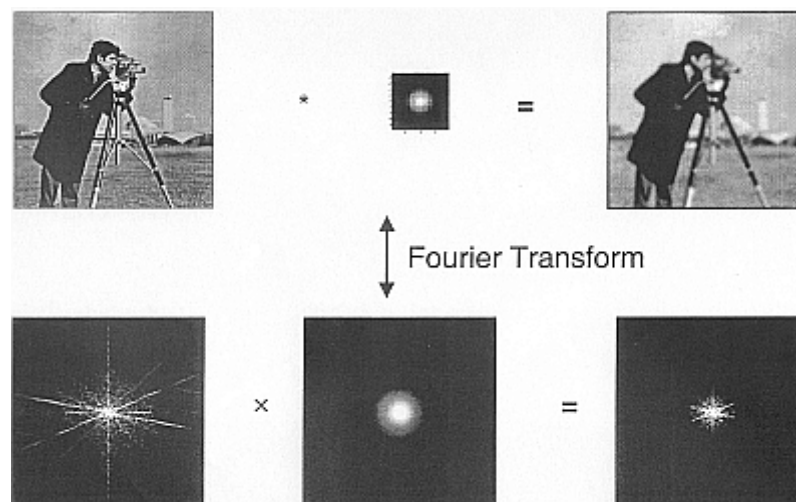 * =
Fourier Transform
× =